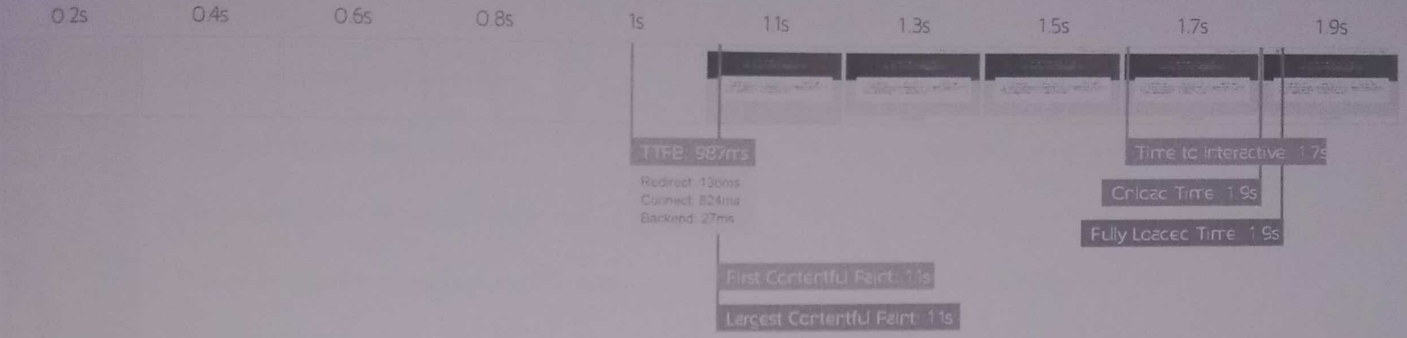 0.2s 0.4s 0.6s 0.8s 1s 1.1s 1.3s 1.5s 1.7s 1.9s
TTFB: 987ms
Redirect: 136ms
Connect: 824ms
Backend: 27ms
Time to Interactive: 1.7s
Onload Time: 1.9s
Fully Loaded Time: 1.9s
First Contentful Paint: 1.1s
Largest Contentful Paint: 1.1s